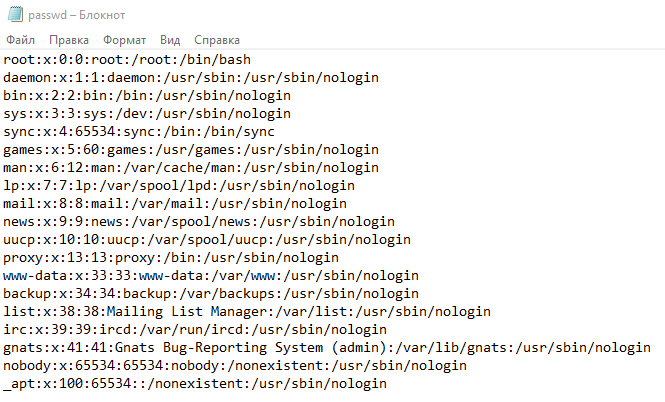 passwd – Блокнот
Файл Правка Формат Вид Справка
root:x:0:0:root:/root:/bin/bash
daemon:x:1:1:daemon:/usr/sbin:/usr/sbin/nologin
bin:x:2:2:bin:/bin:/usr/sbin/nologin
sys:x:3:3:sys:/dev:/usr/sbin/nologin
sync:x:4:65534:sync:/bin:/bin/sync
games:x:5:60:games:/usr/games:/usr/sbin/nologin
man:x:6:12:man:/var/cache/man:/usr/sbin/nologin
lp:x:7:7:lp:/var/spool/lpd:/usr/sbin/nologin
mail:x:8:8:mail:/var/mail:/usr/sbin/nologin
news:x:9:9:news:/var/spool/news:/usr/sbin/nologin
uucp:x:10:10:uucp:/var/spool/uucp:/usr/sbin/nologin
proxy:x:13:13:proxy:/bin:/usr/sbin/nologin
www-data:x:33:33:www-data:/var/www:/usr/sbin/nologin
backup:x:34:34:backup:/var/backups:/usr/sbin/nologin
list:x:38:38:Mailing List Manager:/var/list:/usr/sbin/nologin
irc:x:39:39:ircd:/var/run/ircd:/usr/sbin/nologin
gnats:x:41:41:Gnats Bug-Reporting System (admin):/var/lib/gnats:/usr/sbin/nologin
nobody:x:65534:65534:nobody:/nonexistent:/usr/sbin/nologin
_apt:x:100:65534::/nonexistent:/usr/sbin/nologin